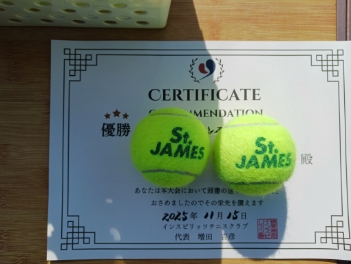 CERTIFICATE
COMMENDATION
優勝
殿
St.
JAMES
St.
JAMES
あなたは本大会において頭書の
おさめましたのでその栄光を讃えます
2025年 11月 15日
インスピリッツテニスクラブ
代表 増田